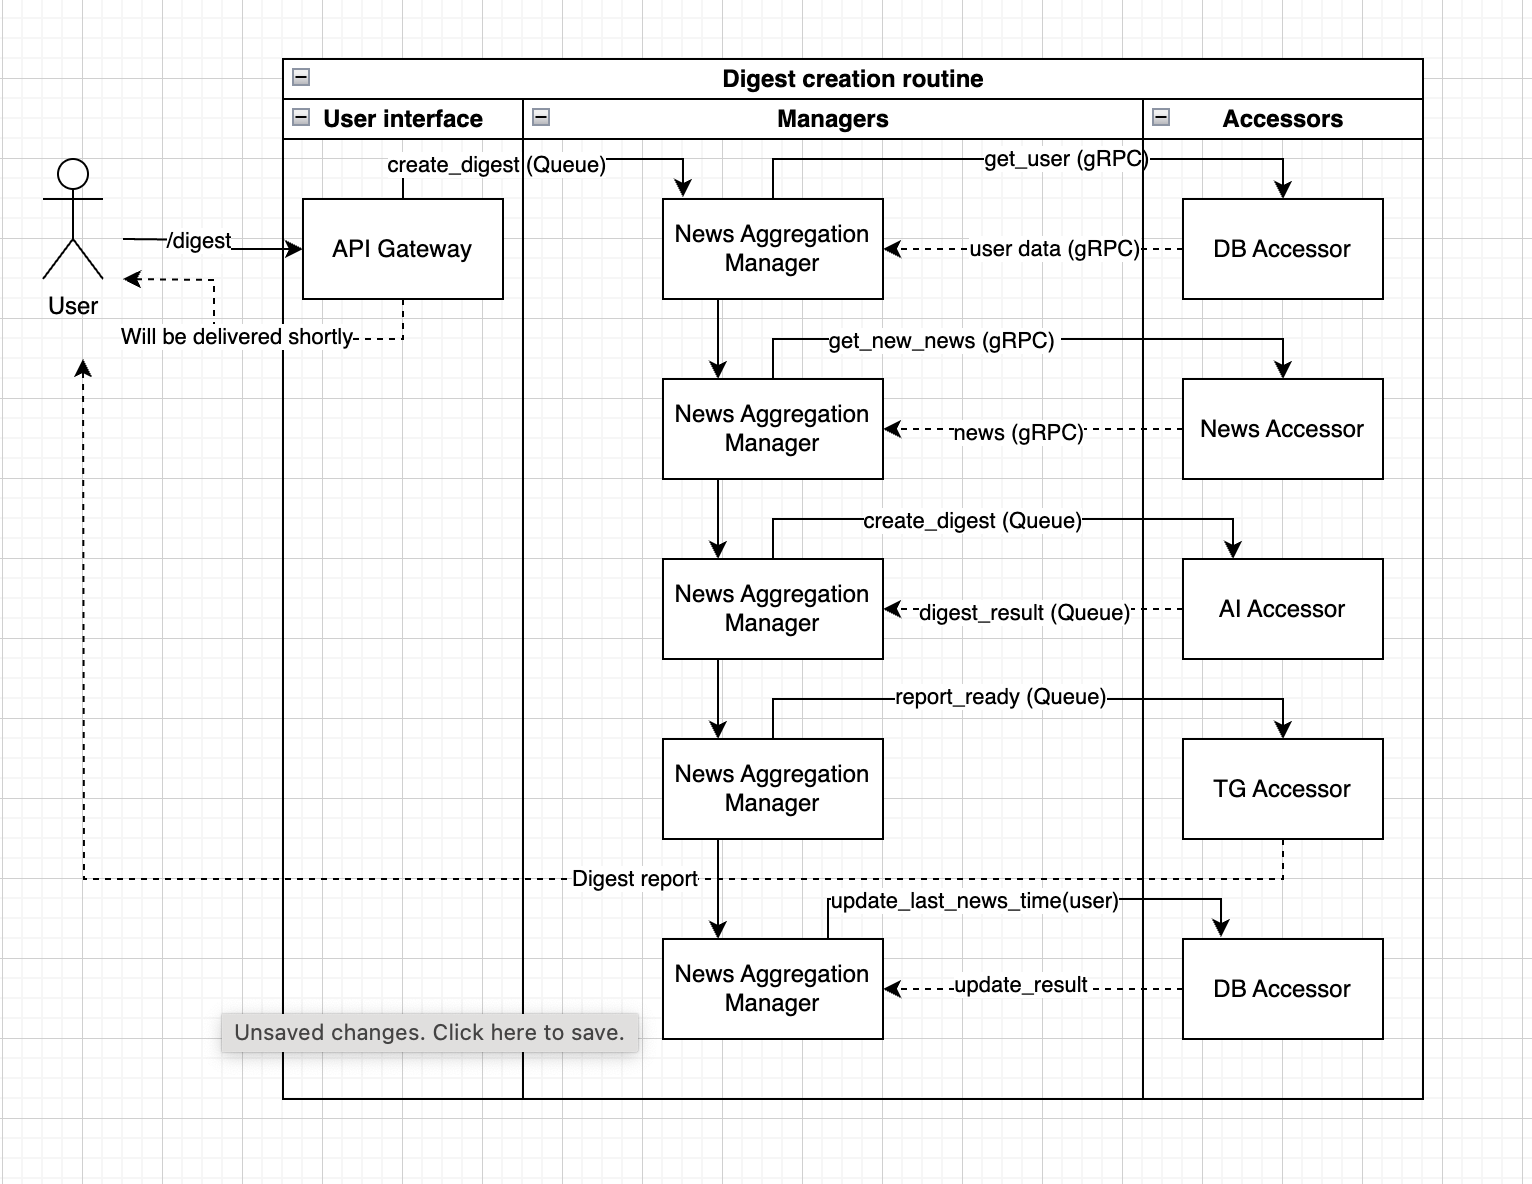 Digest creation routine
User interface
Managers
Accessors
create_digest (Queue)
get_user (gRPC)
/digest
API Gateway
News Aggregation
Manager
user data (gRPC)
DB Accessor
User
Will be delivered shortly
get_new_news (gRPC)
News Aggregation
Manager
news (gRPC)
News Accessor
create_digest (Queue)
News Aggregation
Manager
digest_result (Queue)
AI Accessor
report_ready (Queue)
News Aggregation
Manager
TG Accessor
Digest report
update_last_news_time(user)
News Aggregation
Manager
update_result
DB Accessor
Unsaved changes. Click here to save.